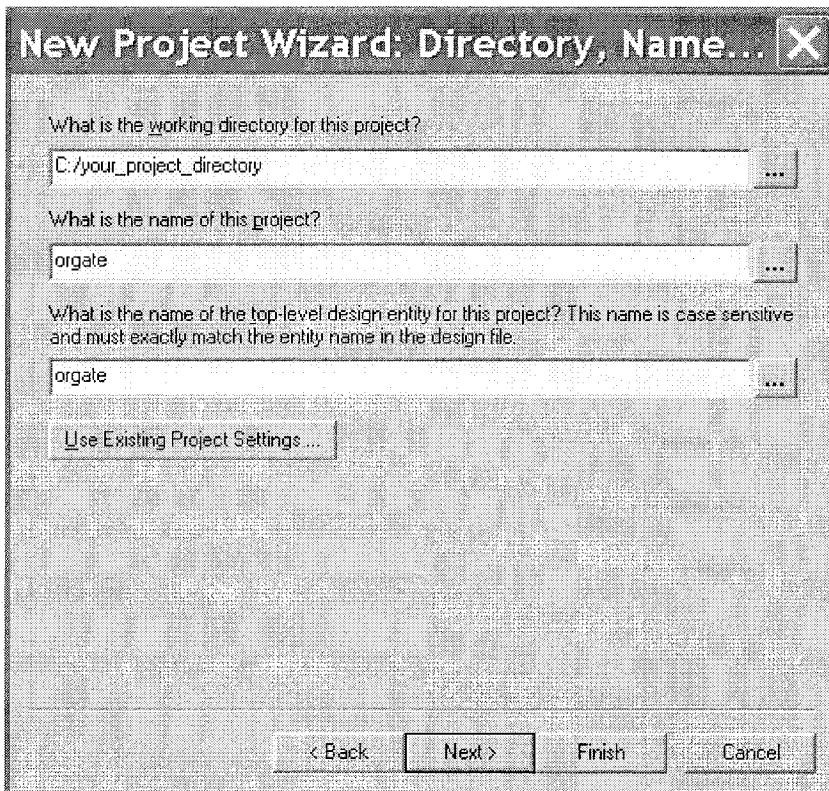 New Project Wizard: Directory, Name...
What is the working directory for this project?
C:/your_project_directory
...
What is the name of this project?
orgate
...
What is the name of the top-level design entity for this project? This name is case sensitive
and must exactly match the entity name in the design file.
orgate
...
Use Existing Project Settings ...
< Back Next > Finish Cancel